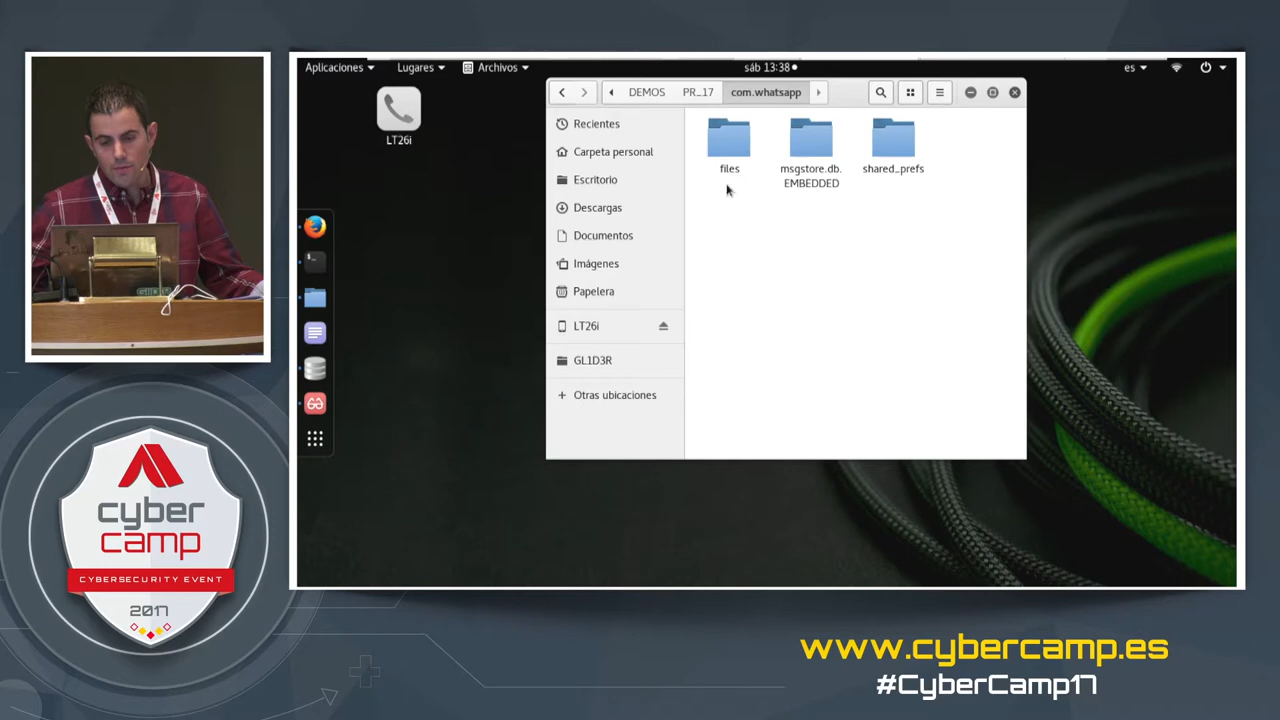 Aplicaciones
Lugares
Archivos
sáb 13:38
es
LT26i
DEMOS
PR_17
com.whatsapp
Recientes
Carpeta personal
Escritorio
Descargas
Documentos
Imágenes
Papelera
LT26i
GL1D3R
Otras ubicaciones
files
msgstore.db.
EMBEDDED
shared_prefs
cyber
camp
CYBERSECURITY EVENT
2017
www.cybercamp.es
#CyberCamp17